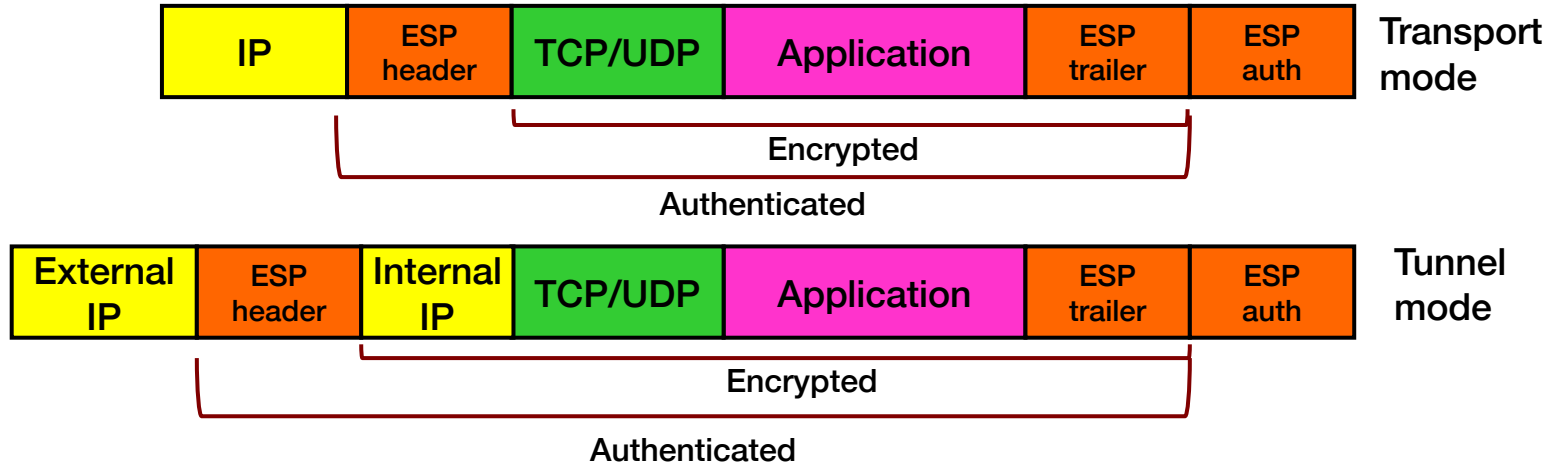 IP
ESP
header
TCP/UDP
Application
ESP
trailer
ESP
auth
Transport
mode
Encrypted
Authenticated
External
IP
ESP
header
Internal
IP
TCP/UDP
Application
ESP
trailer
ESP
auth
Tunnel
mode
Encrypted
Authenticated